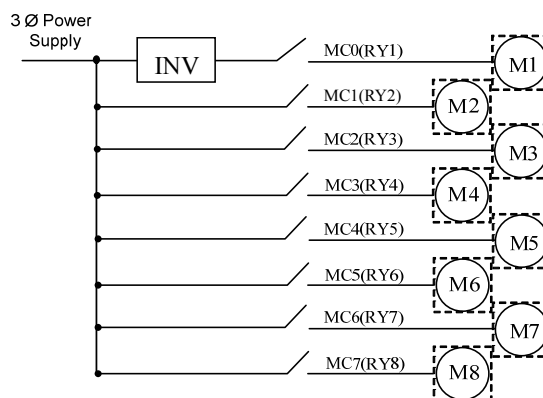 3 Ø Power
Supply
INV
MC0(RY1)
M1
MC1(RY2)
M2
MC2(RY3)
M3
MC3(RY4)
M4
MC4(RY5)
M5
MC5(RY6)
M6
MC6(RY7)
M7
MC7(RY8)
M8